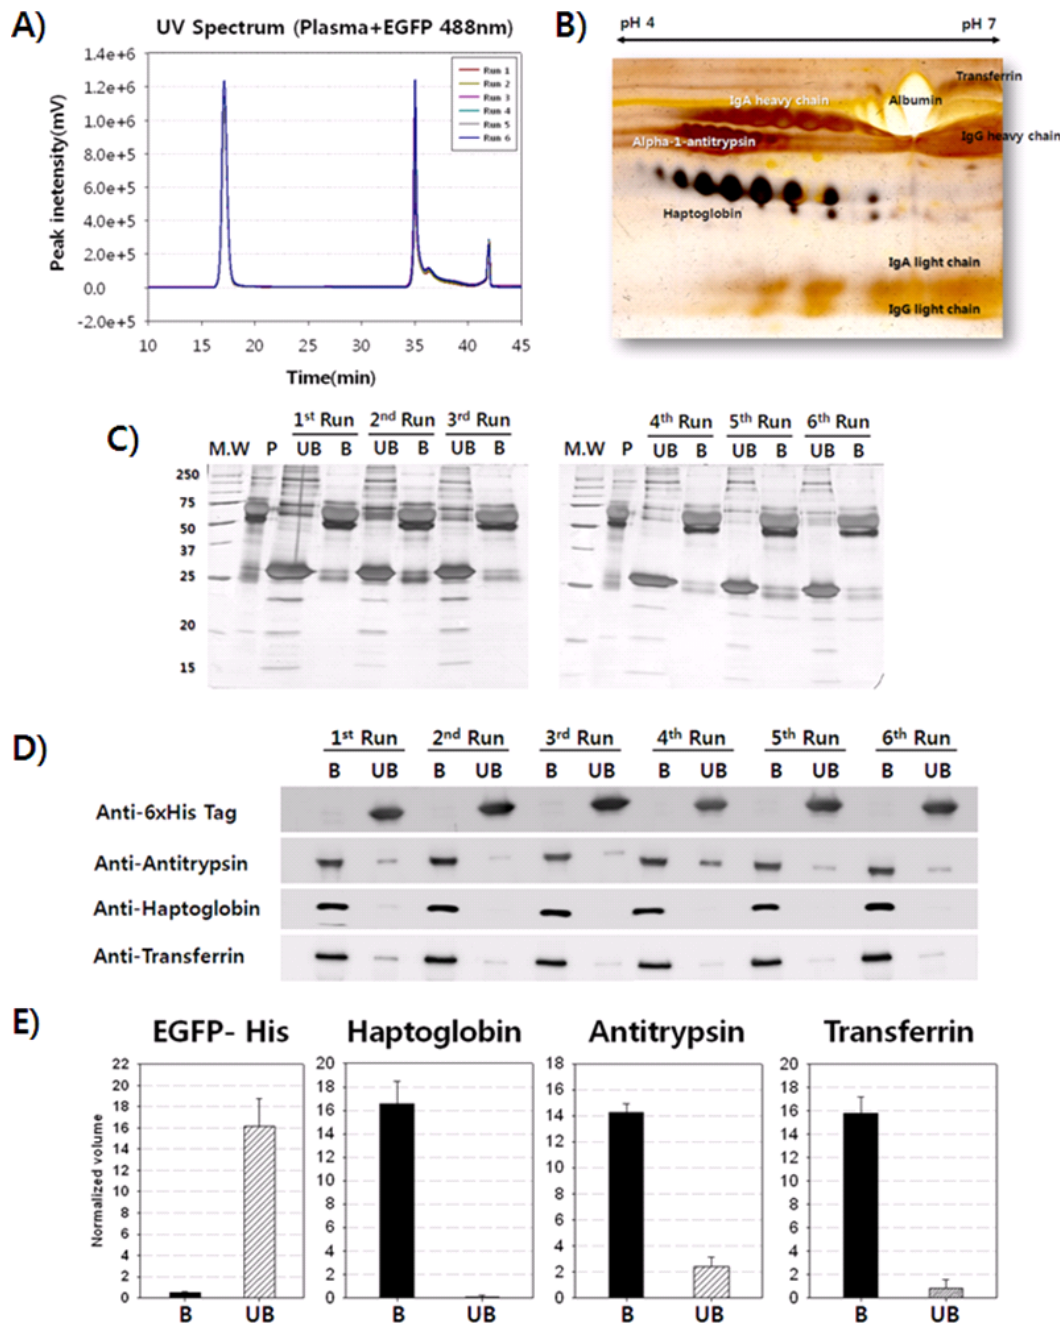 A)
UV Spectrum (Plasma+EGFP 488nm)
Peak inetensity(mV)
1.4e+6
1.2e+6
1.0e+6
8.0e+5
6.0e+5
4.0e+5
2.0e+5
0.0
-2.0e+5
10 15 20 25 30 35 40 45
Time(min)
Run 1
Run 2
Run 3
Run 4
Run 5
Run 6
B)
pH 4 pH 7
Transferrin
IgA heavy chain
Albumin
IgG heavy chain
Alpha-1-antitrypsin
Haptoglobin
IgA light chain
IgG light chain
C)
1st Run 2nd Run 3rd Run
M.W P UB B UB B UB B
250
75
50
37
25
20
15
4th Run 5th Run 6th Run
M.W P UB B UB B UB B
D)
1st Run 2nd Run 3rd Run 4th Run 5th Run 6th Run
B UB B UB B UB B UB B UB B UB
Anti-6xHis Tag
Anti-Antitrypsin
Anti-Haptoglobin
Anti-Transferrin
E)
EGFP- His
Normalized volume
22
20
18
16
14
12
10
8
6
4
2
0
B UB
Haptoglobin
20
18
16
14
12
10
8
6
4
2
0
B UB
Antitrypsin
18
16
14
12
10
8
6
4
2
0
B UB
Transferrin
20
18
16
14
12
10
8
6
4
2
0
B UB